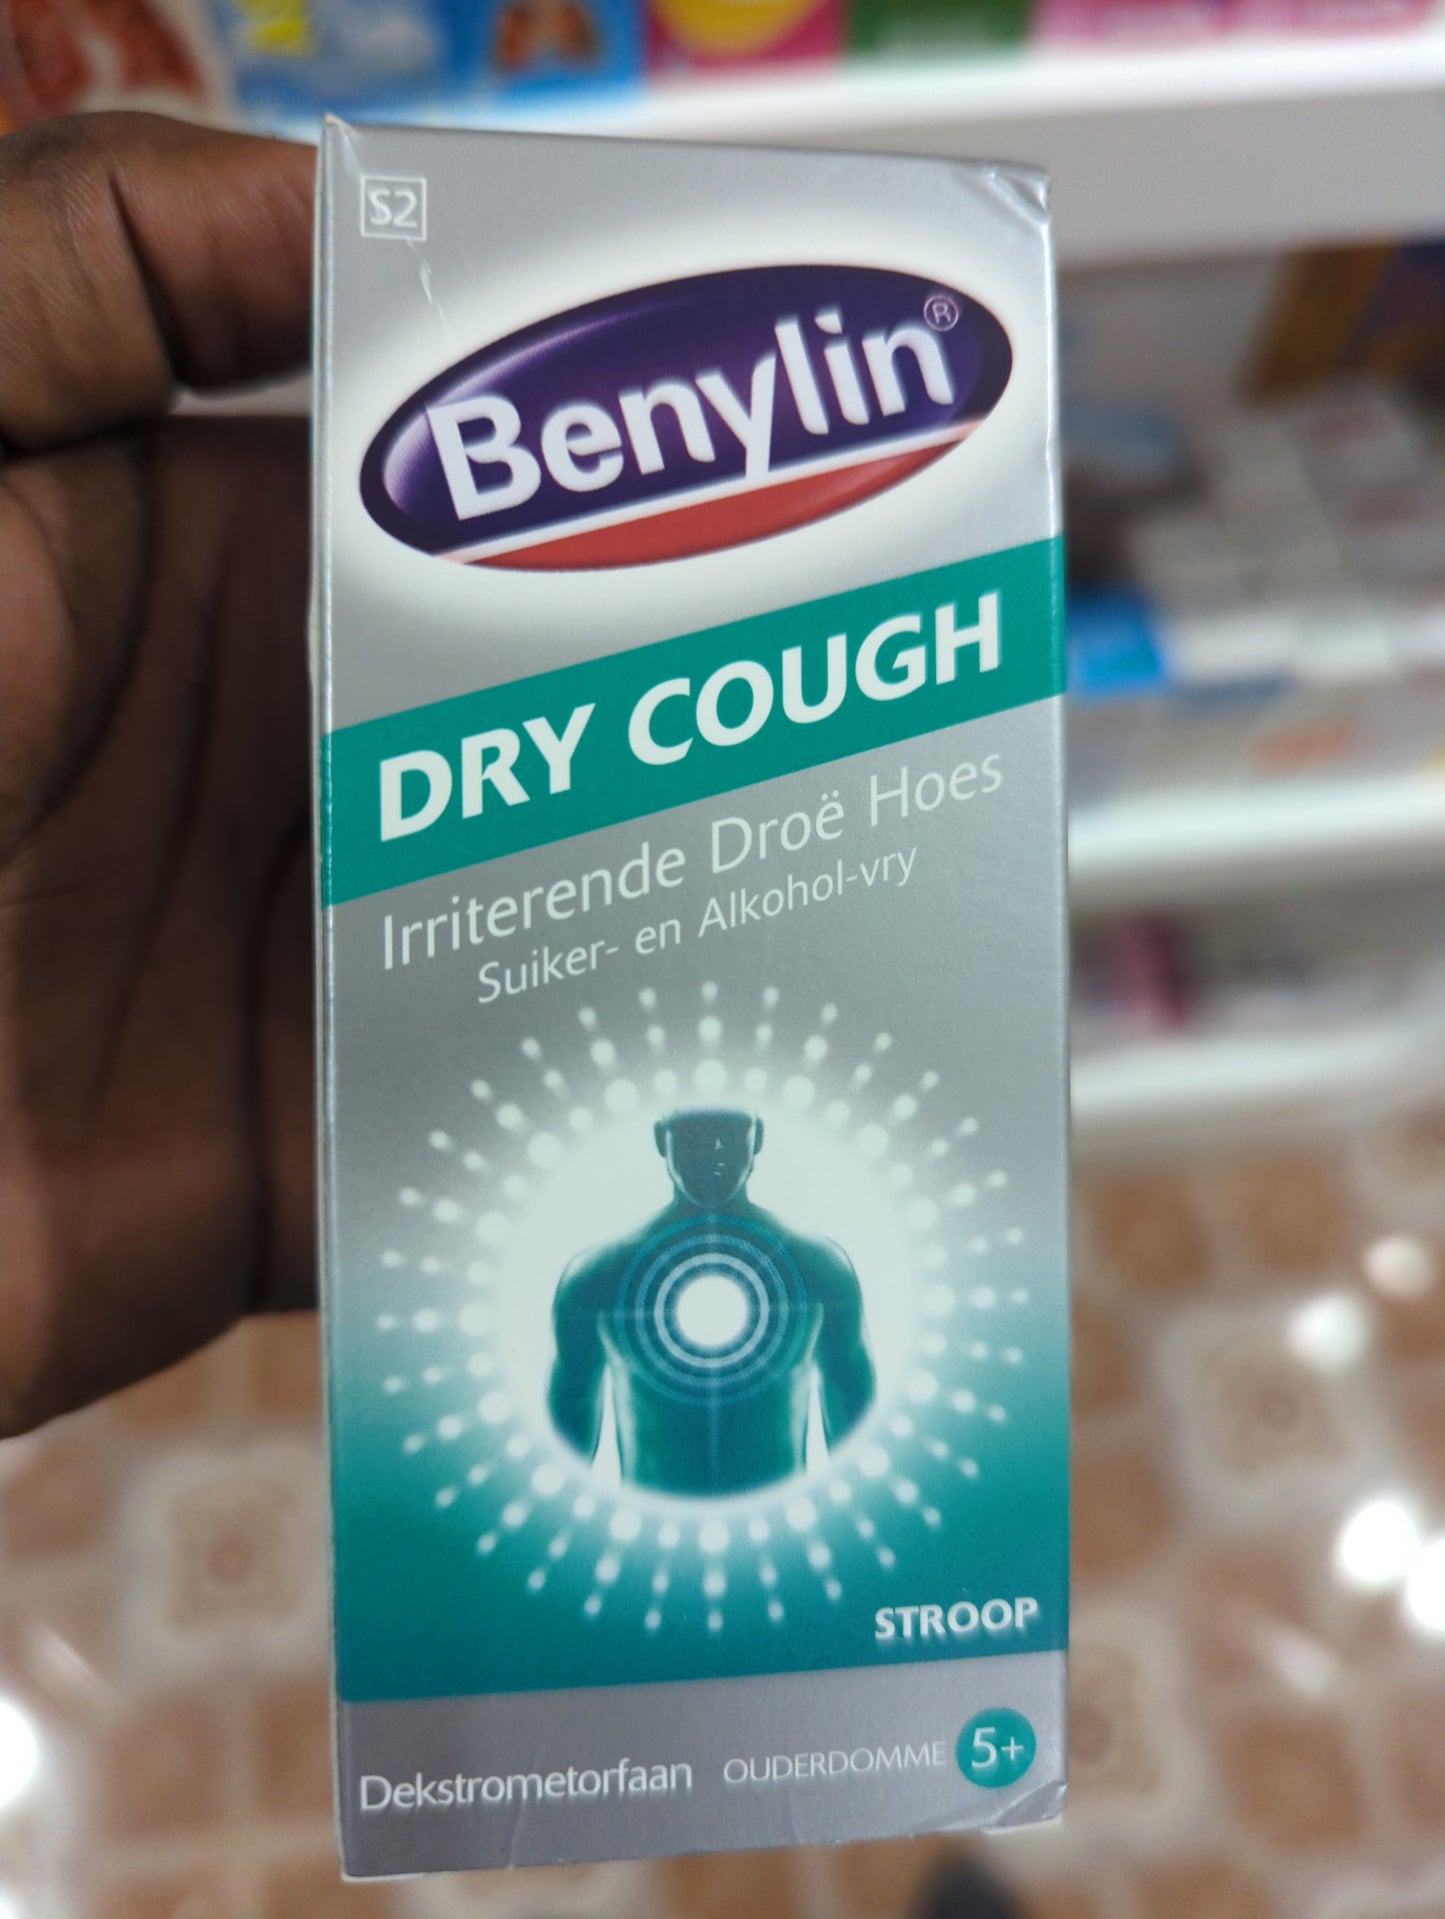 S2
Benylin®
DRY COUGH
Irriterende Droë Hoes
Suiker- en Alkohol-vry
STROOP
Dekstrometorfaan OUDERDOMME 5+